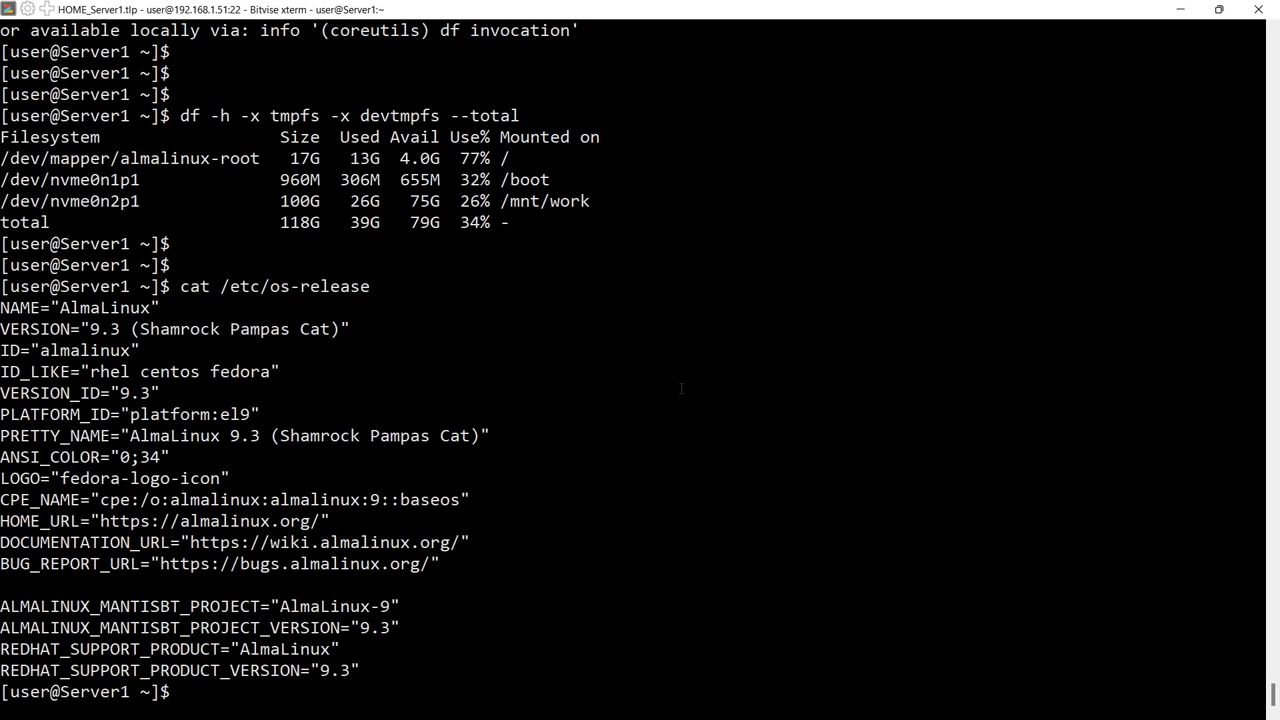 HOME_Server1.tlp - user@192.168.1.51:22 - Bitvise xterm - user@Server1:~
or available locally via: info '(coreutils) df invocation'
[user@Server1 ~]$
[user@Server1 ~]$
[user@Server1 ~]$
[user@Server1 ~]$ df -h -x tmpfs -x devtmpfs --total
Filesystem                  Size  Used Avail Use% Mounted on
/dev/mapper/almalinux-root   17G   13G  4.0G  77% /
/dev/nvme0n1p1              960M  306M  655M  32% /boot
/dev/nvme0n2p1              100G   26G   75G  26% /mnt/work
total                       118G   39G   79G  34% -
[user@Server1 ~]$
[user@Server1 ~]$
[user@Server1 ~]$ cat /etc/os-release
NAME="AlmaLinux"
VERSION="9.3 (Shamrock Pampas Cat)"
ID="almalinux"
ID_LIKE="rhel centos fedora"
VERSION_ID="9.3"
PLATFORM_ID="platform:el9"
PRETTY_NAME="AlmaLinux 9.3 (Shamrock Pampas Cat)"
ANSI_COLOR="0;34"
LOGO="fedora-logo-icon"
CPE_NAME="cpe:/o:almalinux:almalinux:9::baseos"
HOME_URL="https://almalinux.org/"
DOCUMENTATION_URL="https://wiki.almalinux.org/"
BUG_REPORT_URL="https://bugs.almalinux.org/"

ALMALINUX_MANTISBT_PROJECT="AlmaLinux-9"
ALMALINUX_MANTISBT_PROJECT_VERSION="9.3"
REDHAT_SUPPORT_PRODUCT="AlmaLinux"
REDHAT_SUPPORT_PRODUCT_VERSION="9.3"
[user@Server1 ~]$